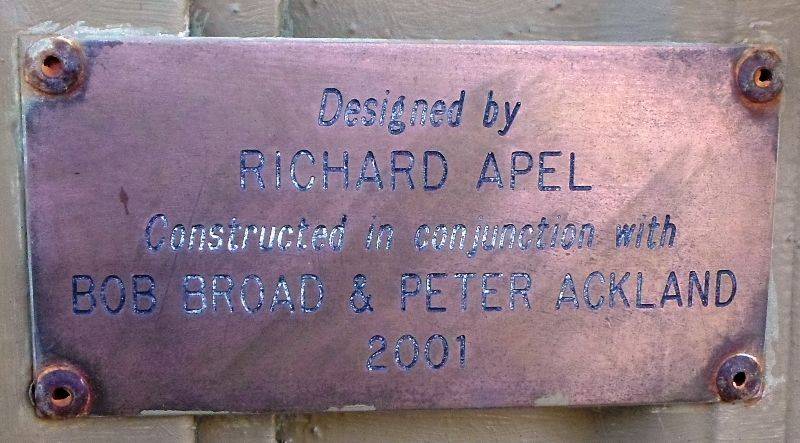 Designed by
RICHARD APEL
Constructed in conjunction with
BOB BROAD & PETER ACKLAND
2001